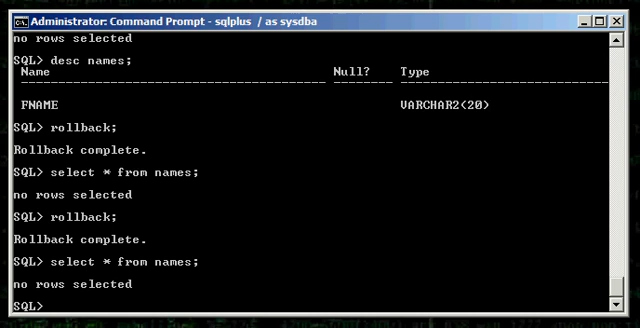 Administrator: Command Prompt - sqlplus / as sysdba
no rows selected
SQL> desc names;
Name Null? Type
FNAME VARCHAR2(20)
SQL> rollback;
Rollback complete.
SQL> select * from names;
no rows selected
SQL> rollback;
Rollback complete.
SQL> select * from names;
no rows selected
SQL>